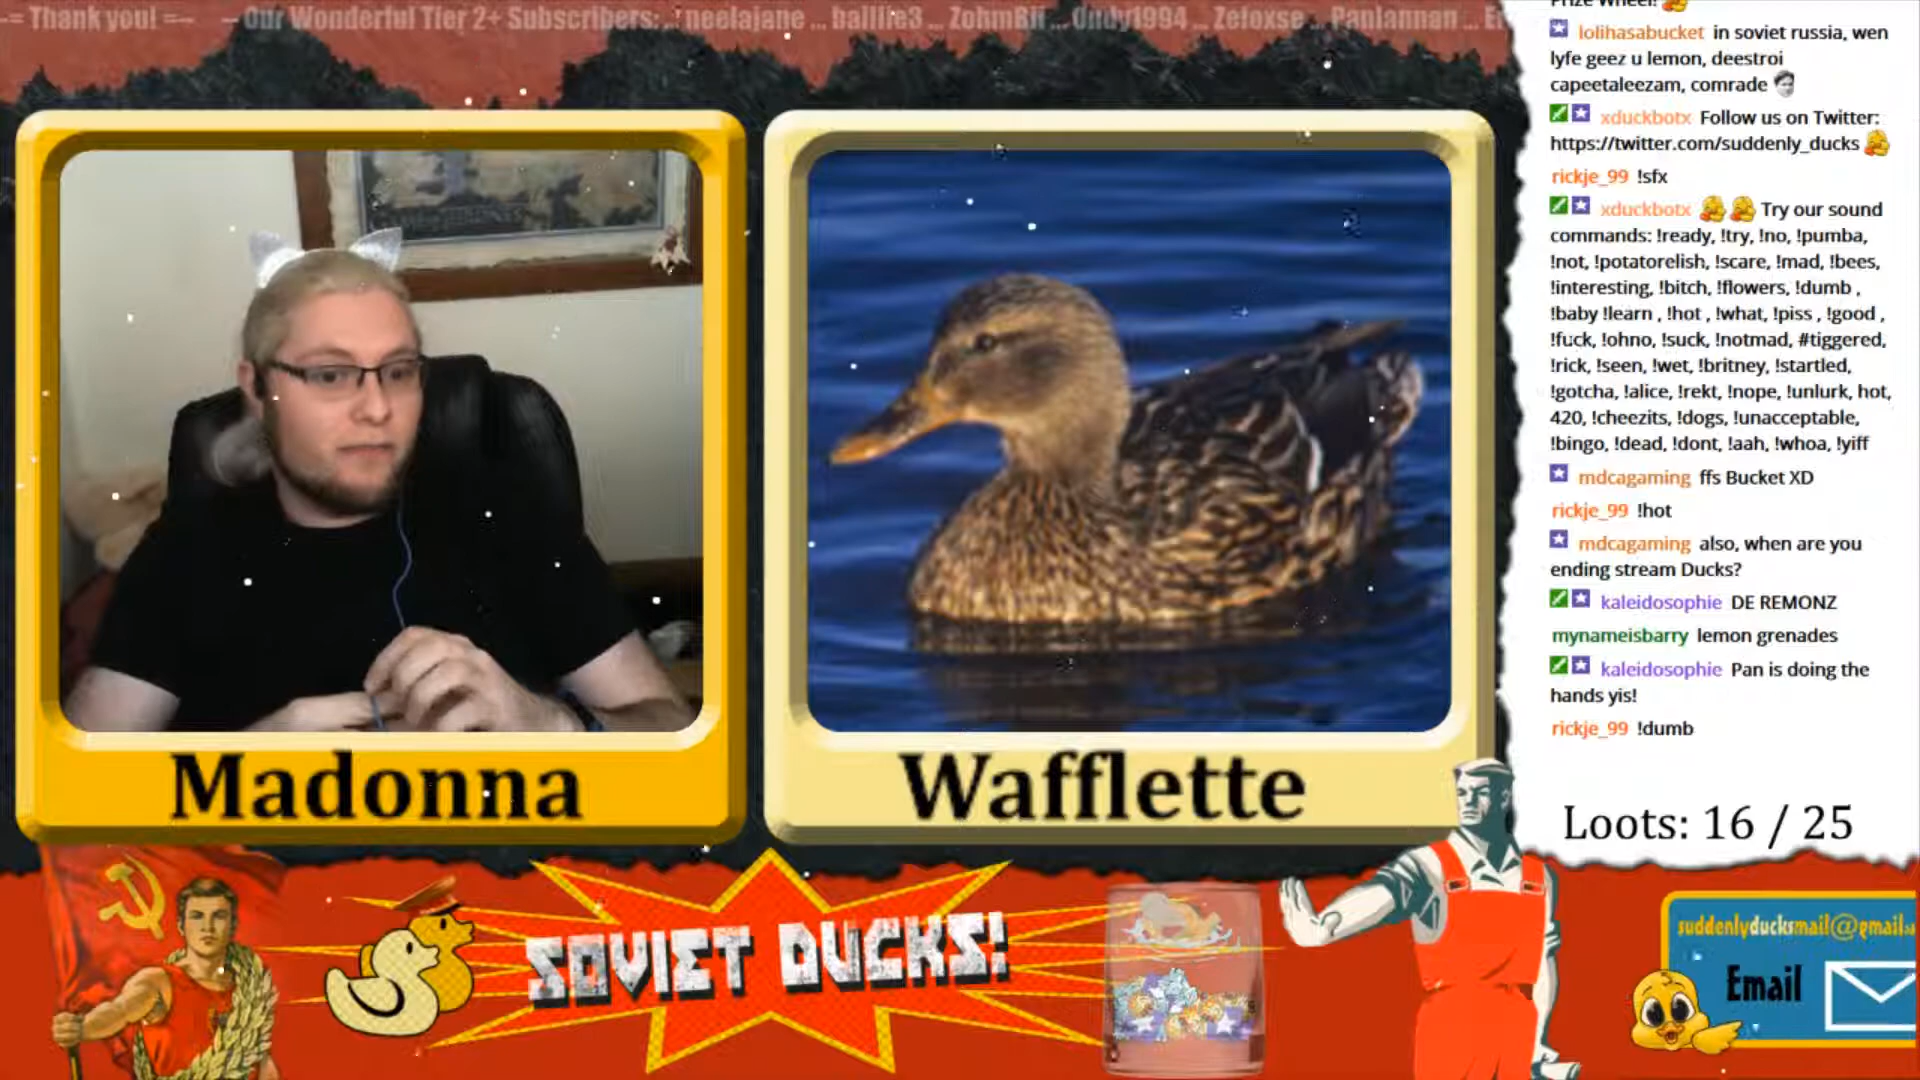 -= Thank you! =-
-- Our Wonderful Tier 2+ Subscribers:
Prize Wheel!
lolihasabucket in soviet russia, wen
lyfe geez u lemon, deestroi
capeetaleezam, comrade
xduckbotx Follow us on Twitter:
https://twitter.com/suddenly_ducks
rickje_99 !sfx
xduckbotx Try our sound
commands: !ready, !try, !no, !pumba,
!not, !potatorelish, !scare, !mad, !bees,
!interesting, !bitch, !flowers, !dumb ,
!baby !learn , !hot , !what, !piss , !good ,
!fuck, !ohno, !suck, !notmad, #tiggered,
!rick, !seen, !wet, !britney, !startled,
!gotcha, !alice, !rekt, !nope, !unlurk, hot,
420, !cheezits, !dogs, !unacceptable,
!bingo, !dead, !dont, !aah, !whoa, !yiff
mdcagaming ffs Bucket XD
rickje_99 !hot
mdcagaming also, when are you
ending stream Ducks?
kaleidosophie DE REMONZ
mynameisbarry lemon grenades
kaleidosophie Pan is doing the
hands yis!
rickje_99 !dumb
Loots: 16 / 25
Madonna
Wafflette
SOVIET DUCKS!
suddenlyducksmail@gmail
Email